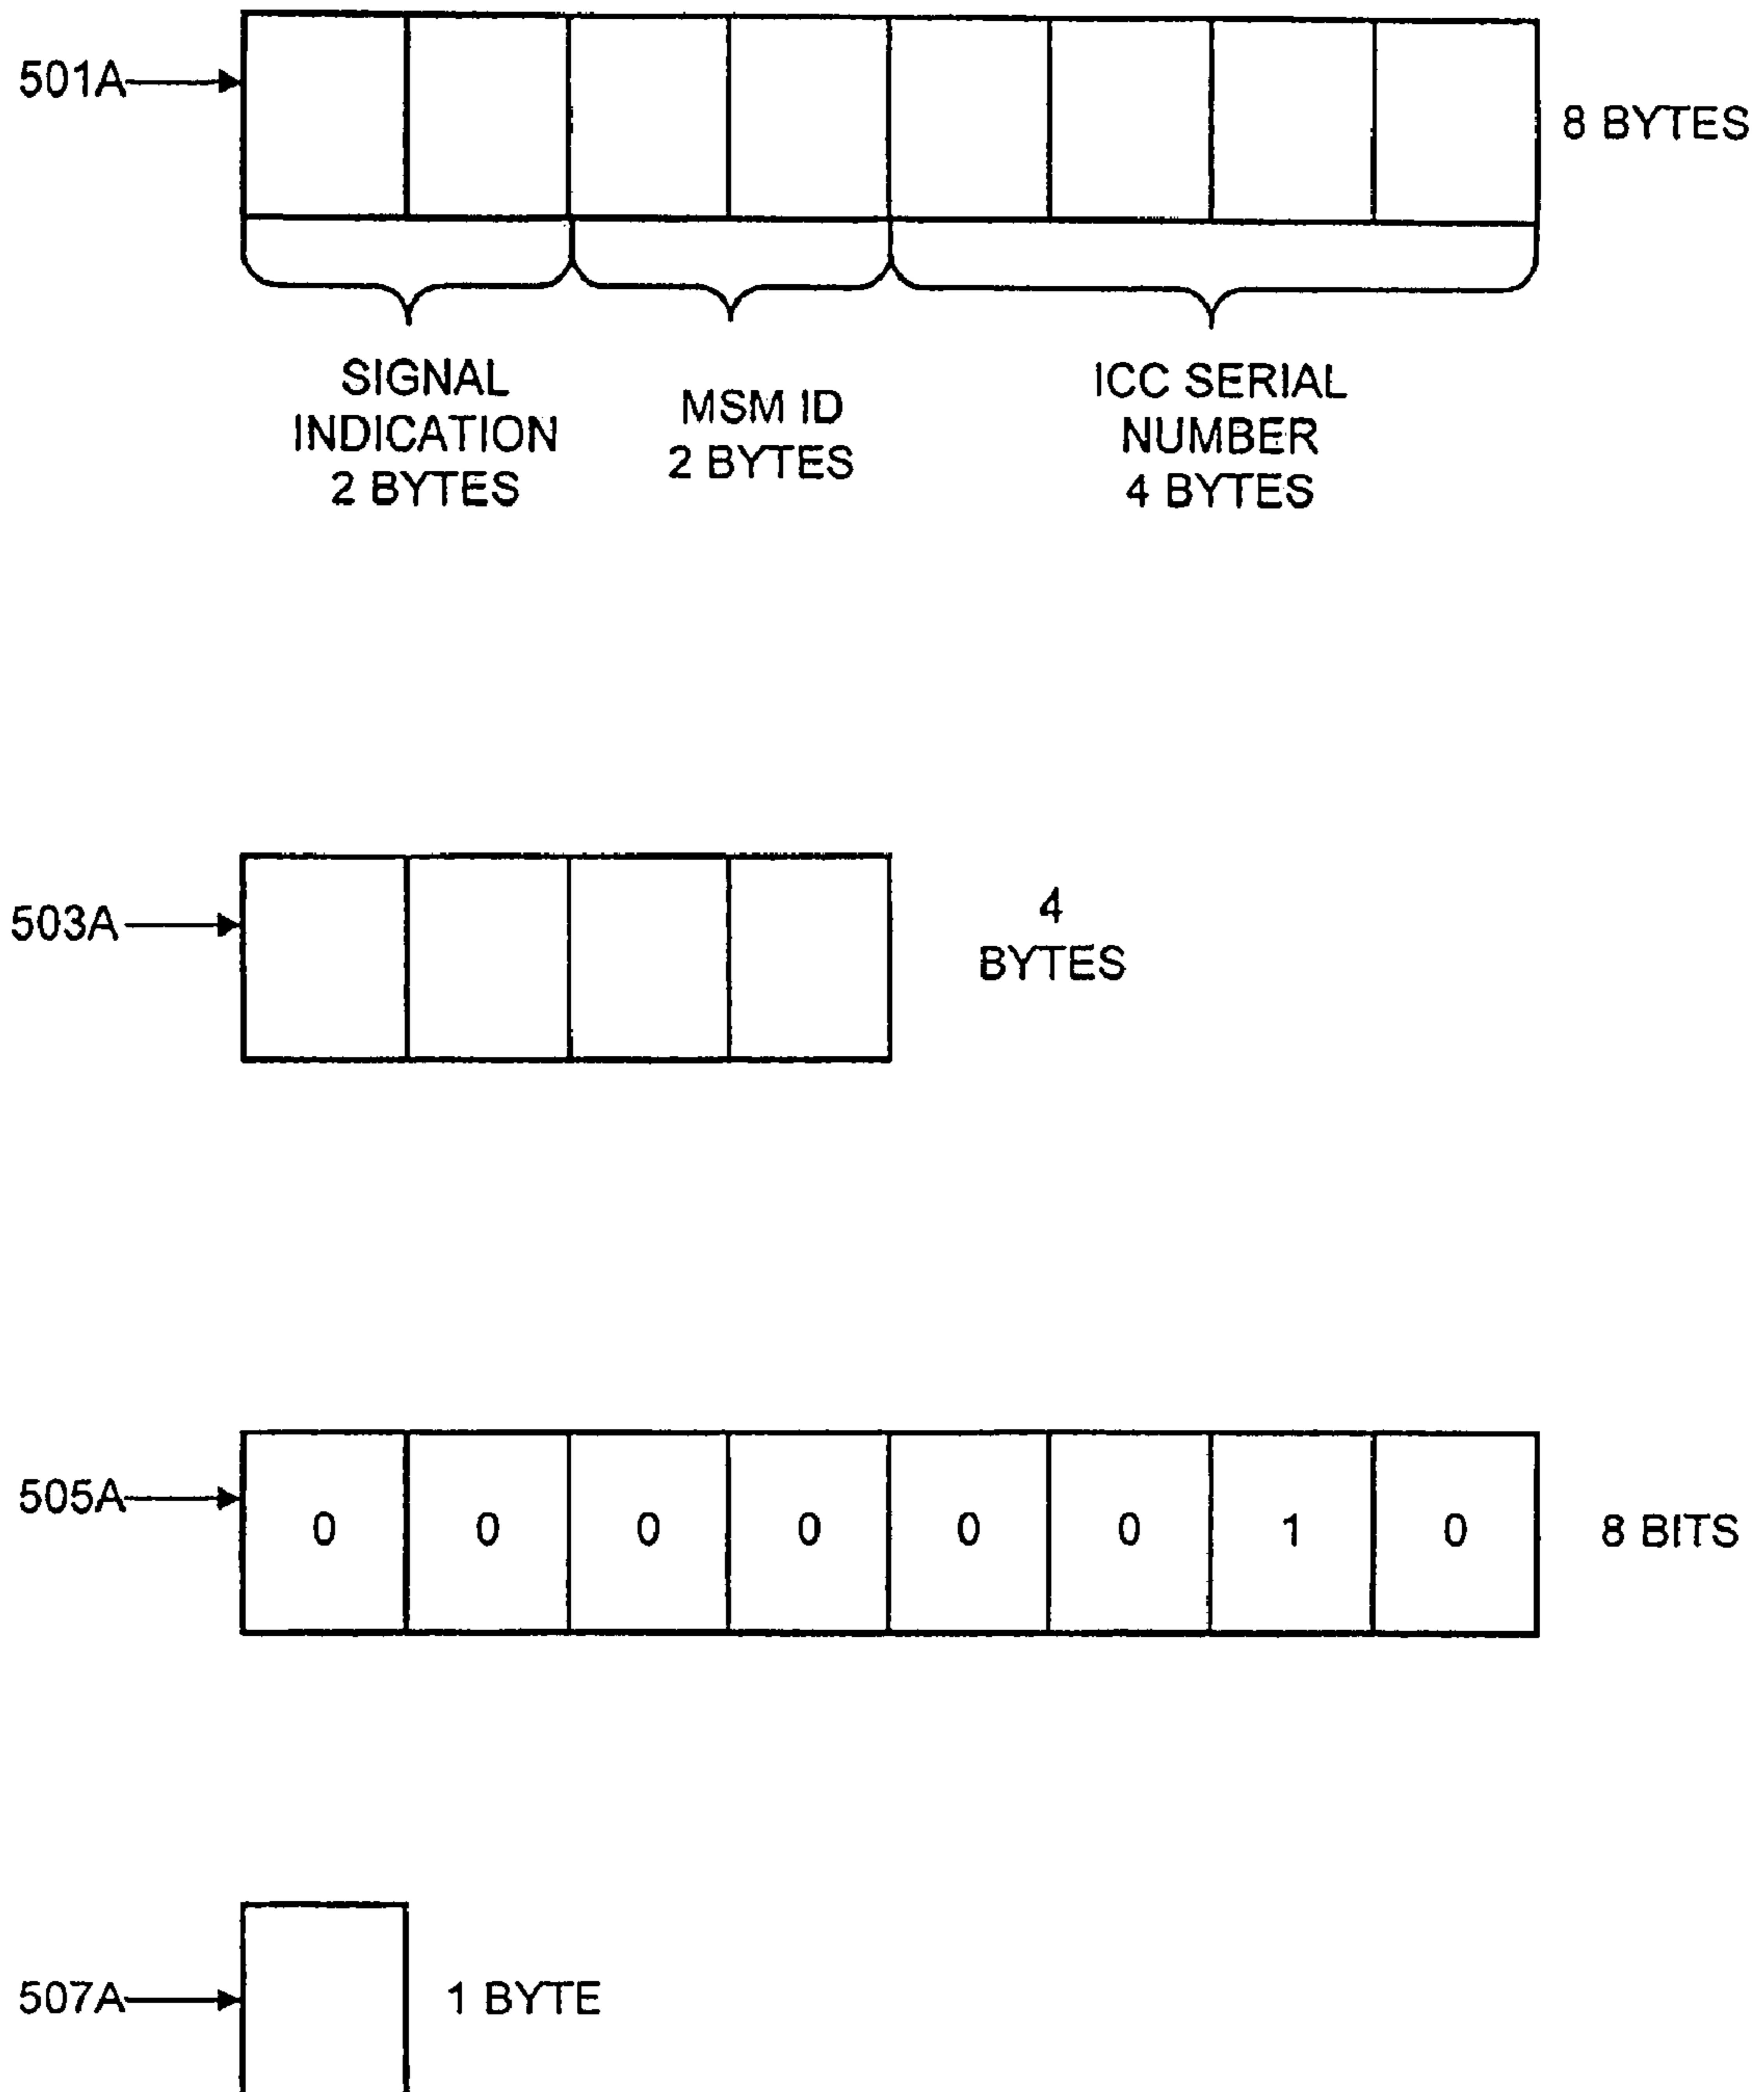 501A
8 BYTES
SIGNAL
INDICATION
2 BYTES
MSM ID
2 BYTES
ICC SERIAL
NUMBER
4 BYTES
503A
4
BYTES
505A
0 0 0 0 0 0 1 0
8 BITS
507A
1 BYTE